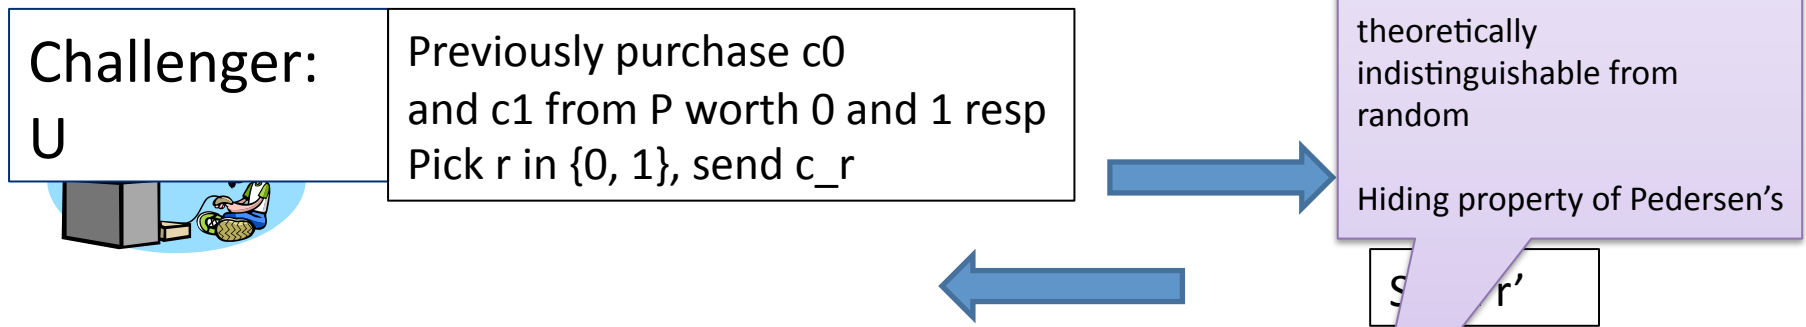 Challenger:
U
Previously purchase c0
and c1 from P worth 0 and 1 resp
Pick r in {0, 1}, send c_r
theoretically
indistinguishable from
random
Hiding property of Pedersen's
r'